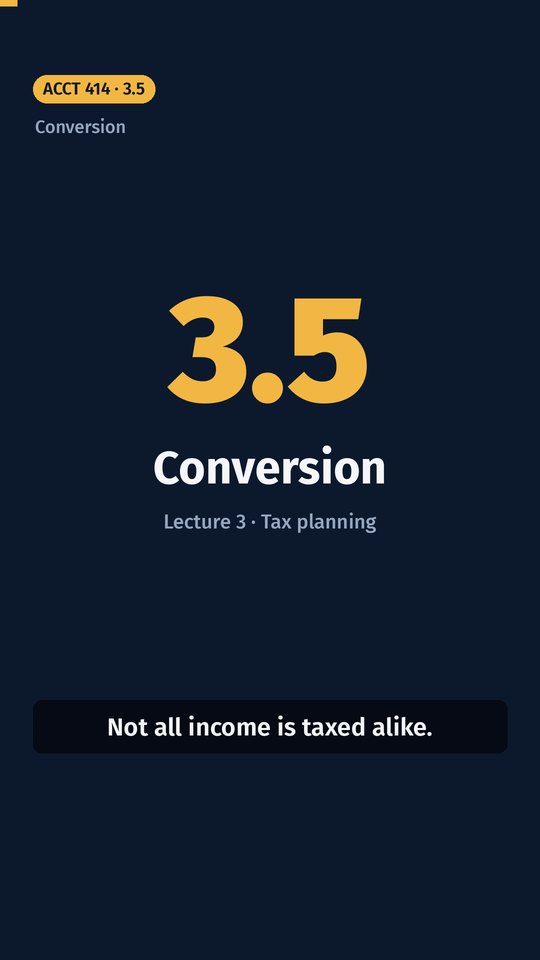 ACCT 414 · 3.5
Conversion
3.5
Conversion
Lecture 3 · Tax planning
Not all income is taxed alike.